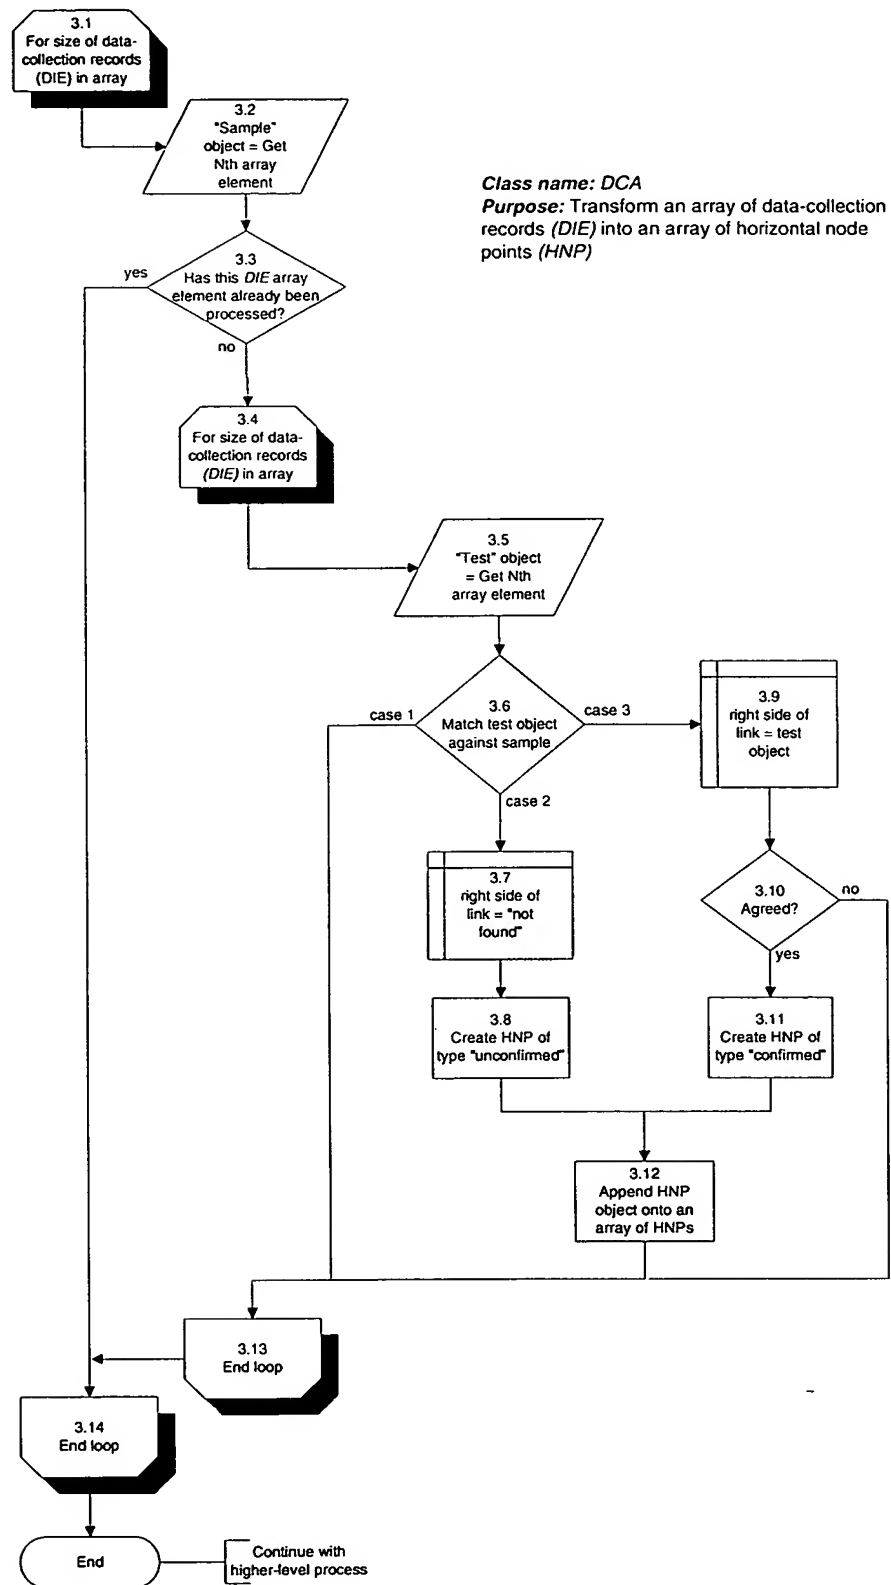 3.1
For size of data-
collection records
(DIE) in array
3.2
"Sample"
object = Get
Nth array
element
Class name: DCA
Purpose: Transform an array of data-collection
records (DIE) into an array of horizontal node
points (HNP)
3.3
Has this DIE array
element already been
processed?
yes
no
3.4
For size of data-
collection records
(DIE) in array
3.5
"Test" object
= Get Nth
array element
3.6
Match test object
against sample
case 1
case 3
case 2
3.9
right side of
link = test
object
3.7
right side of
link = "not
found"
3.10
Agreed?
no
yes
3.8
Create HNP of
type "unconfirmed"
3.11
Create HNP of
type "confirmed"
3.12
Append HNP
object onto an
array of HNPs
3.13
End loop
3.14
End loop
End
Continue with
higher-level process